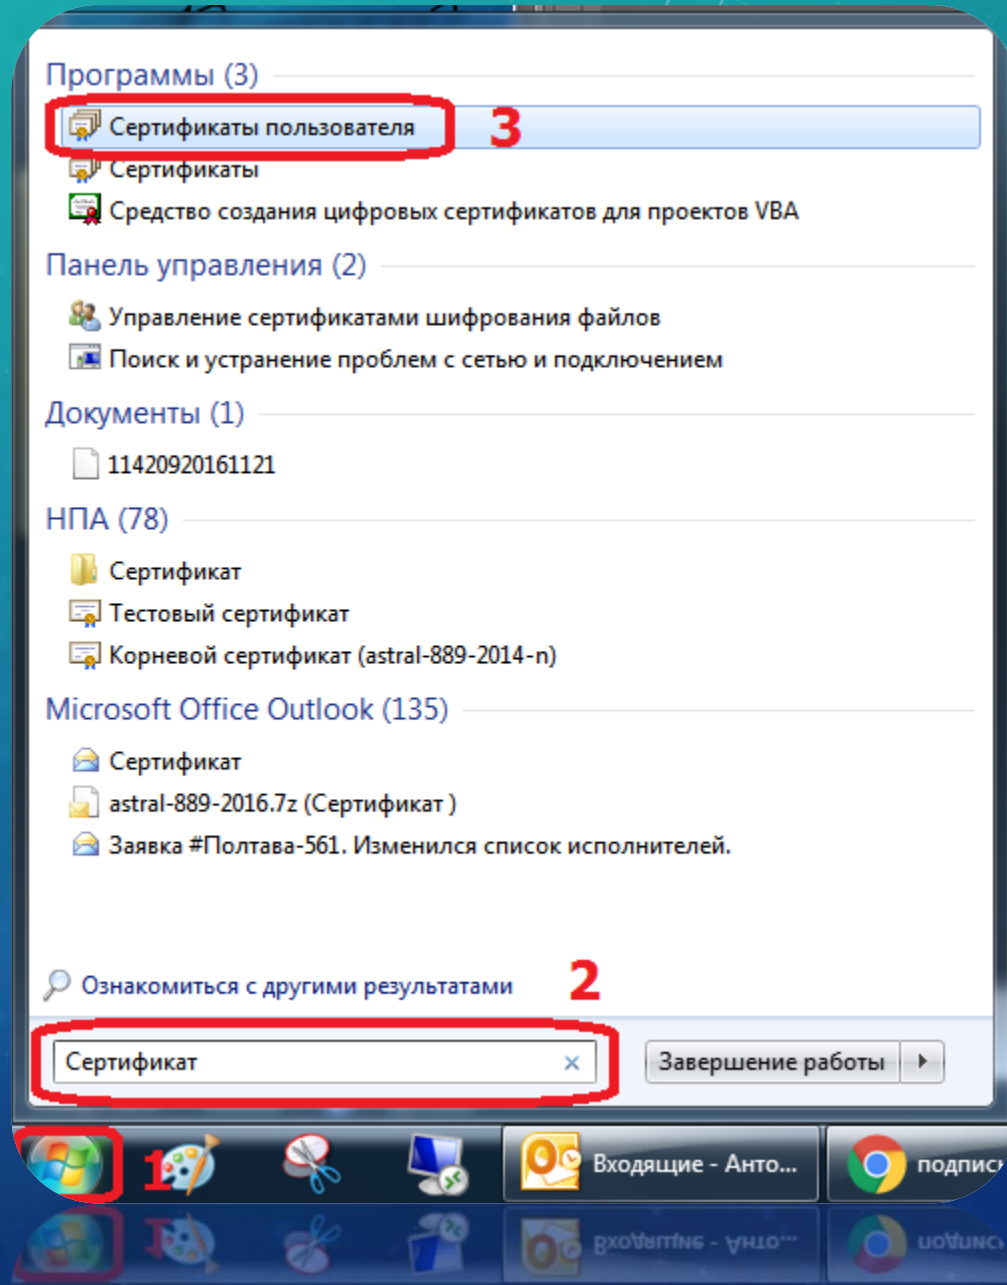 Программы (3)
Сертификаты пользователя
3
Сертификаты
Средство создания цифровых сертификатов для проектов VBA
Панель управления (2)
Управление сертификатами шифрования файлов
Поиск и устранение проблем с сетью и подключением
Документы (1)
11420920161121
НПА (78)
Сертификат
Тестовый сертификат
Корневой сертификат (astral-889-2014-n)
Microsoft Office Outlook (135)
Сертификат
astral-889-2016.7z (Сертификат )
Заявка #Полтава-561. Изменился список исполнителей.
Ознакомиться с другими результатами
2
Сертификат
Завершение работы
1
Входящие - Анто...